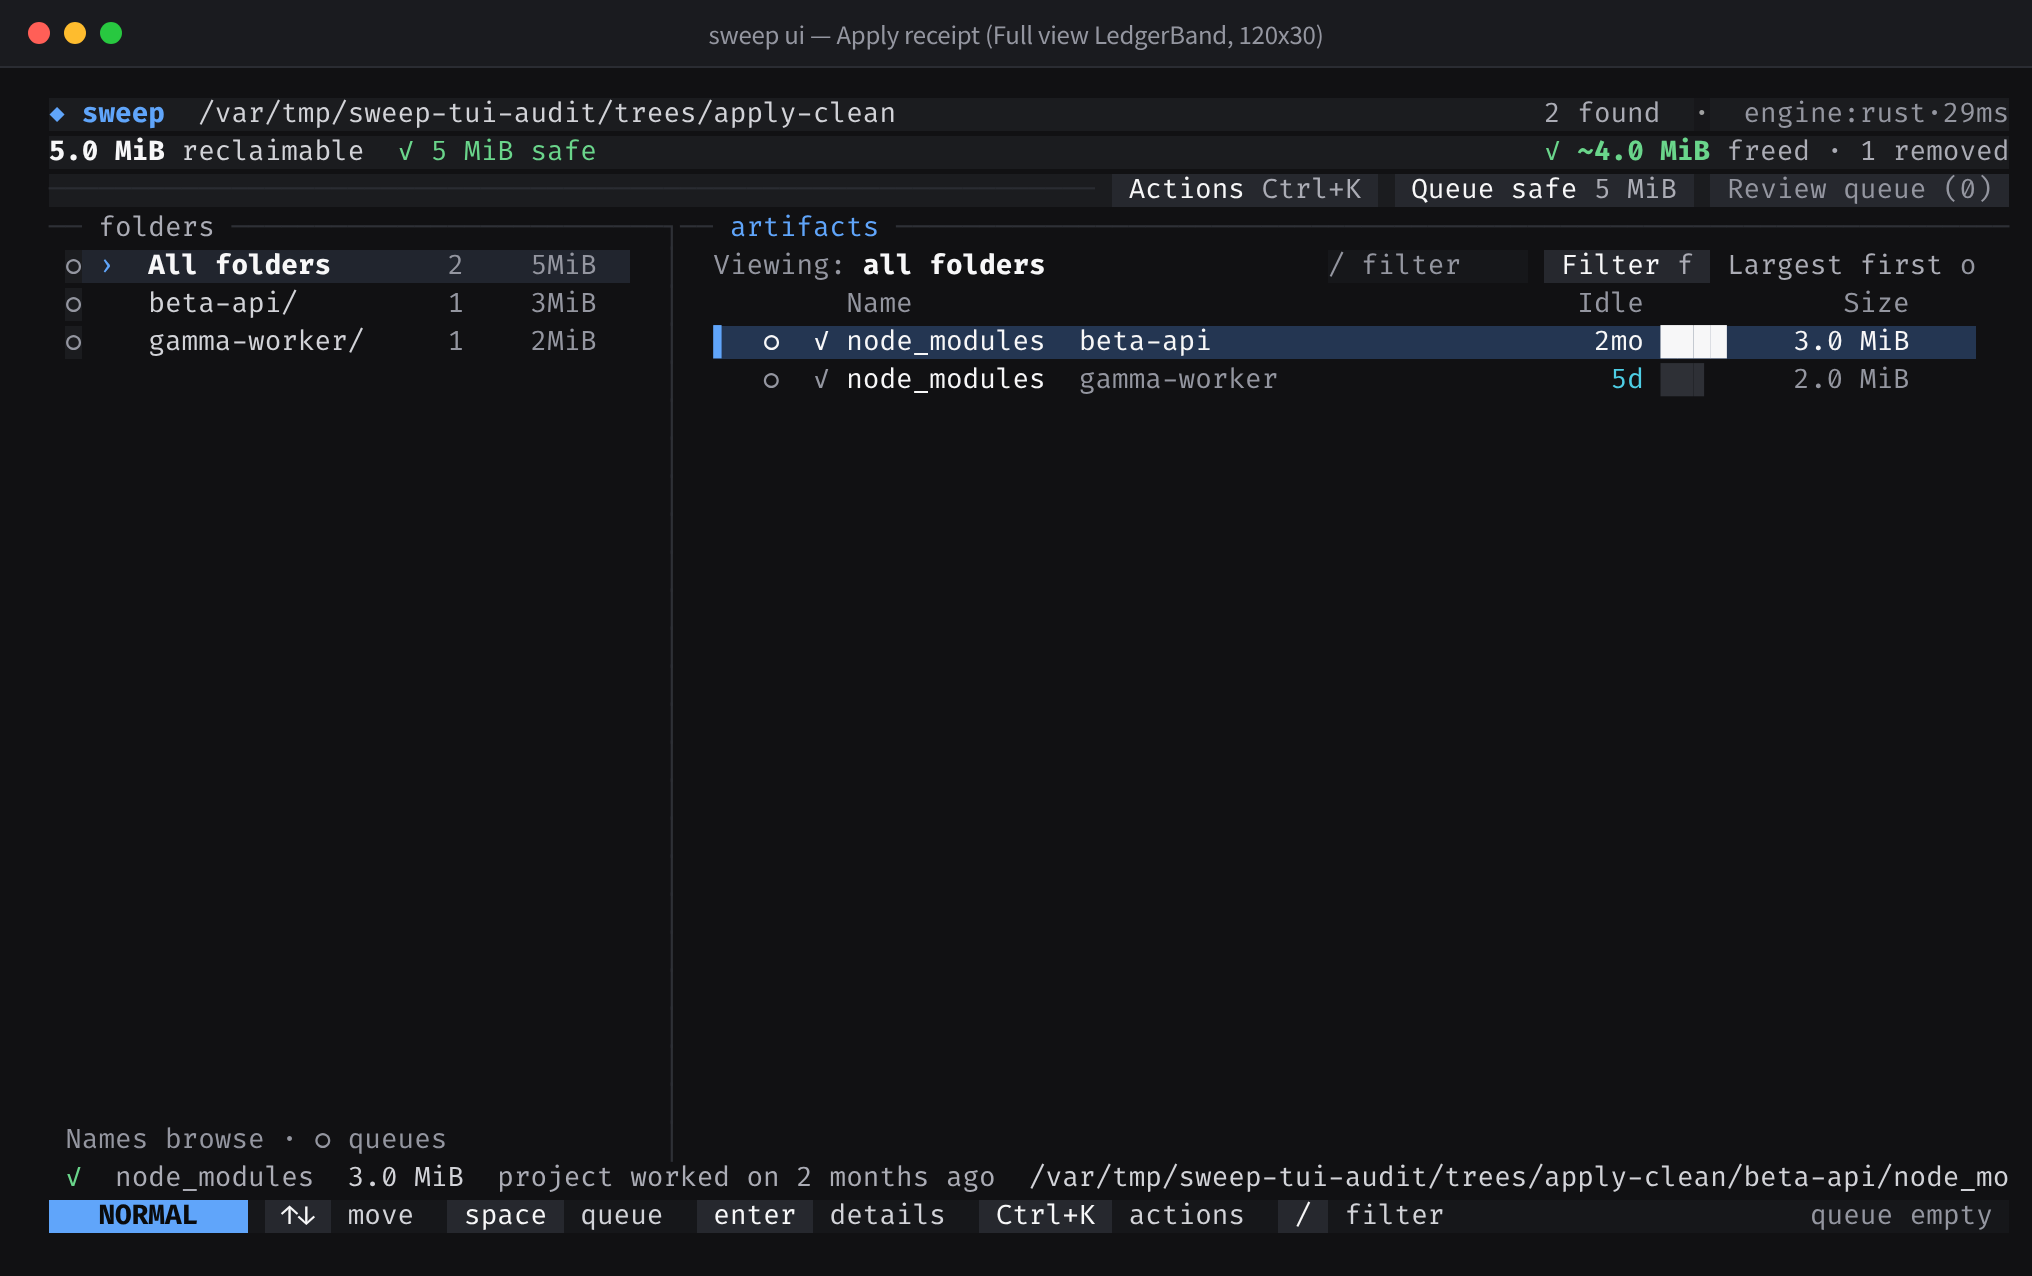 sweep ui — Apply receipt (Full view LedgerBand, 120x30)
◆ sweep /var/tmp/sweep-tui-audit/trees/apply-clean 2 found · engine:rust·29ms
5.0 MiB reclaimable √ 5 MiB safe √ ~4.0 MiB freed · 1 removed
Actions Ctrl+K Queue safe 5 MiB Review queue (0)
folders artifacts
○ › All folders 2 5MiB Viewing: all folders / filter Filter f Largest first o
○ beta-api/ 1 3MiB Name Idle Size
○ gamma-worker/ 1 2MiB ○ √ node_modules beta-api 2mo 3.0 MiB
○ √ node_modules gamma-worker 5d 2.0 MiB
Names browse · ○ queues
√ node_modules 3.0 MiB project worked on 2 months ago /var/tmp/sweep-tui-audit/trees/apply-clean/beta-api/node_mo
NORMAL ↑↓ move space queue enter details Ctrl+K actions / filter queue empty